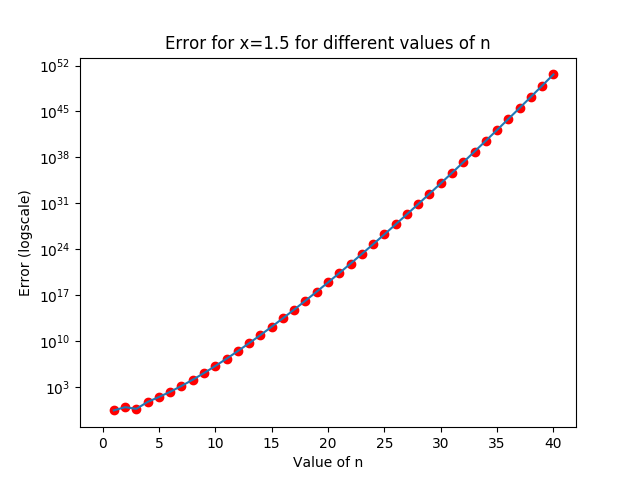 Error for x=1.5 for different values of n
Error (logscale)
10^52
10^45
10^38
10^31
10^24
10^17
10^10
10^3
0 5 10 15 20 25 30 35 40
Value of n